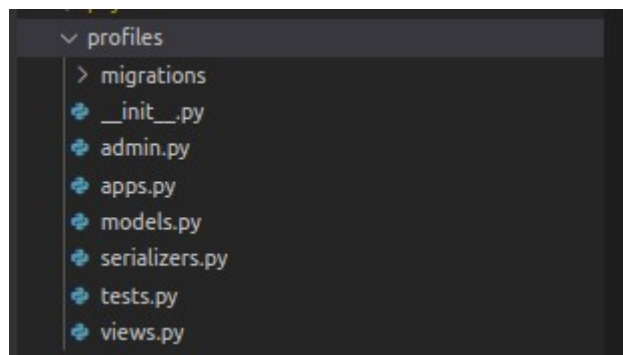 profiles
migrations
__init__.py
admin.py
apps.py
models.py
serializers.py
tests.py
views.py